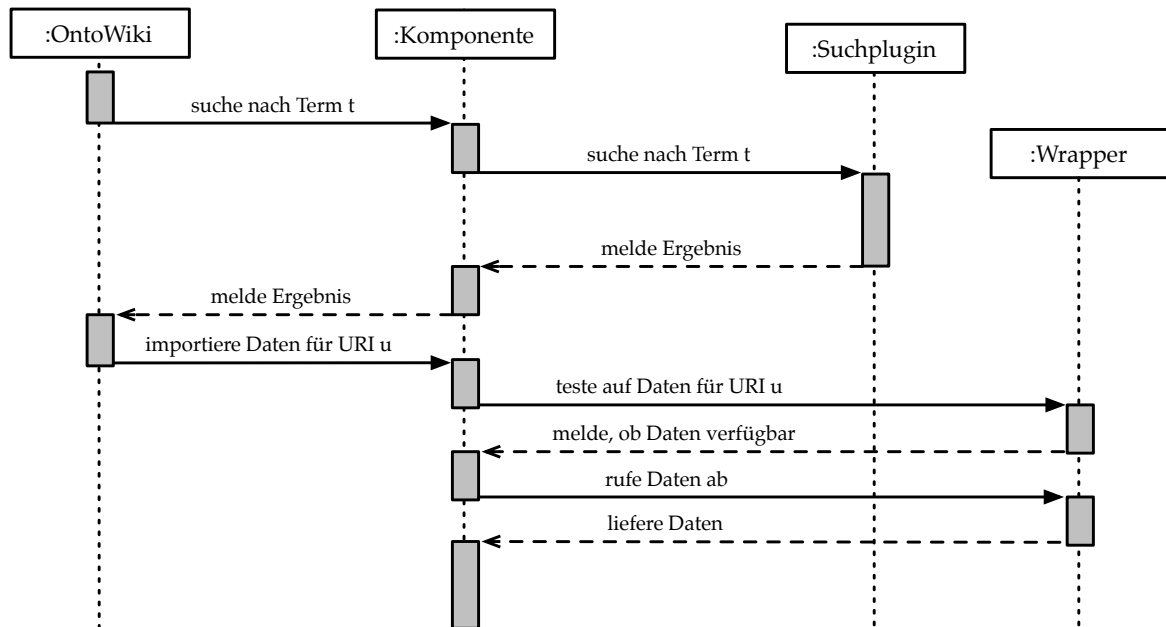 :OntoWiki
:Komponente
:Suchplugin
suche nach Term t
suche nach Term t
:Wrapper
melde Ergebnis
melde Ergebnis
importiere Daten für URI u
teste auf Daten für URI u
melde, ob Daten verfügbar
rufe Daten ab
liefere Daten